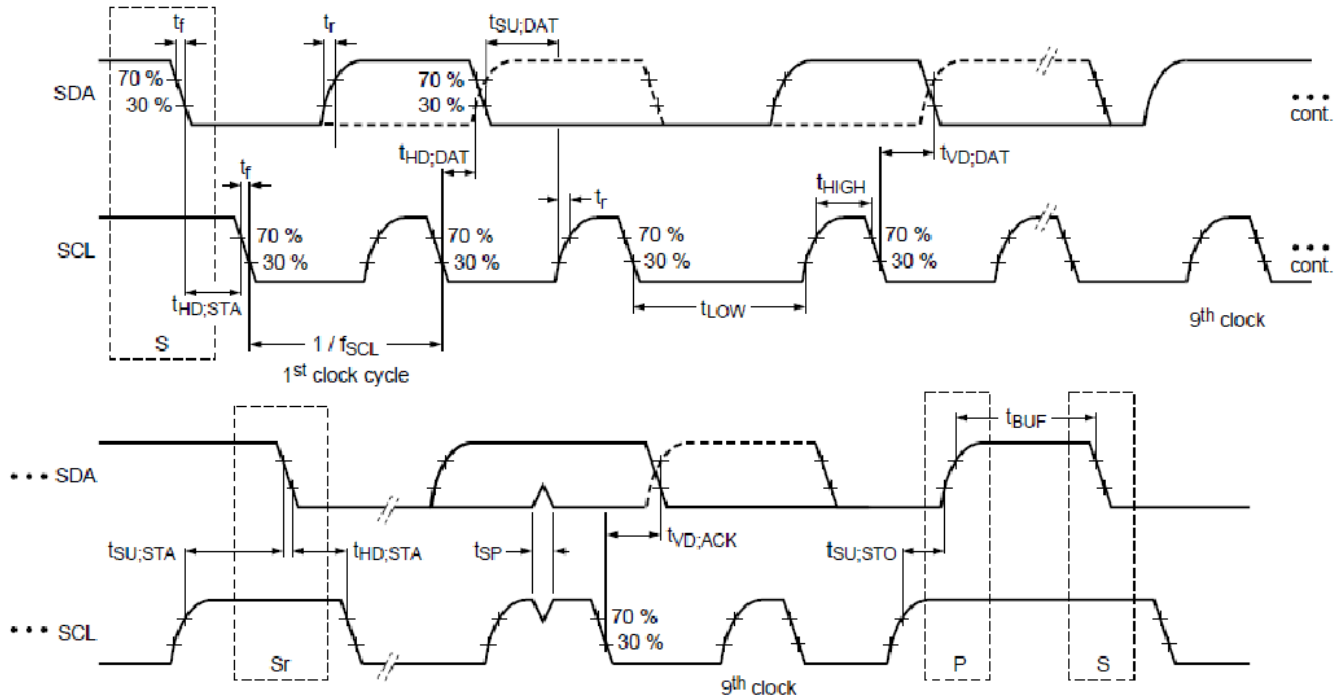 tf tr tSU;DAT
70 % 70 %
SDA 30 % 30 %
cont.
tHD;DAT tVD;DAT
tf tr tHIGH
70 % 70 % 70 % 70 %
SCL 30 % 30 % 30 % 30 %
cont.
tHD;STA tLOW
9th clock
S 1 / fSCL
1st clock cycle
tBUF
SDA
tSU;STA tHD;STA tSP tVD;ACK tSU;STO
70 %
SCL 30 %
Sr P S
9th clock